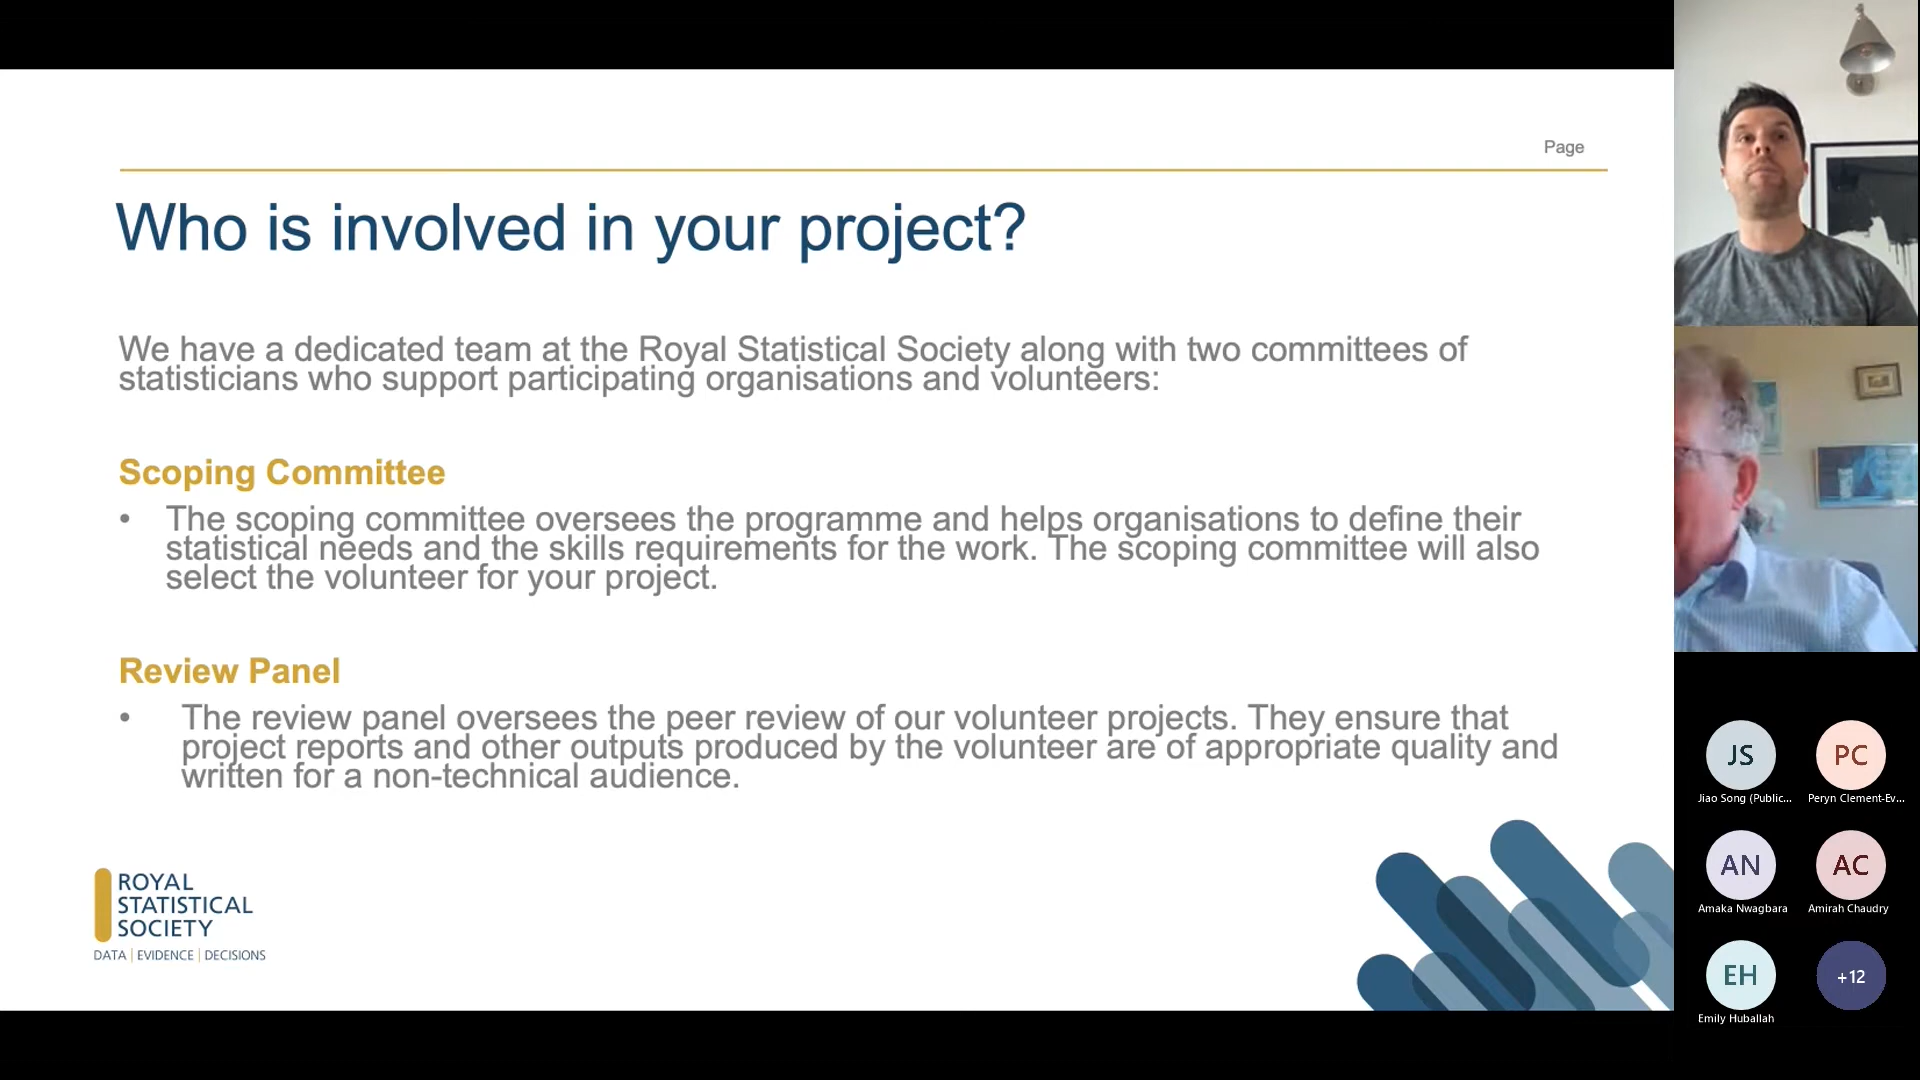 Page
Who is involved in your project?
We have a dedicated team at the Royal Statistical Society along with two committees of
statisticians who support participating organisations and volunteers:
Scoping Committee
• The scoping committee oversees the programme and helps organisations to define their
statistical needs and the skills requirements for the work. The scoping committee will also
select the volunteer for your project.
Review Panel
• The review panel oversees the peer review of our volunteer projects. They ensure that
project reports and other outputs produced by the volunteer are of appropriate quality and
written for a non-technical audience.
ROYAL
STATISTICAL
SOCIETY
DATA | EVIDENCE | DECISIONS
JS
PC
Jiao Song (Public...
Peryn Clement-Ev...
AN
AC
Amaka Nwagbara
Amirah Chaudry
EH
+12
Emily Huballah